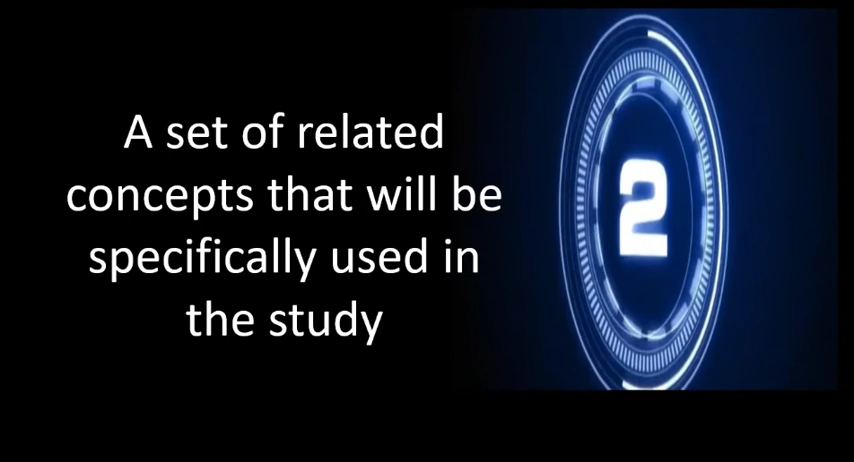 A set of related
concepts that will be
specifically used in
the study
2